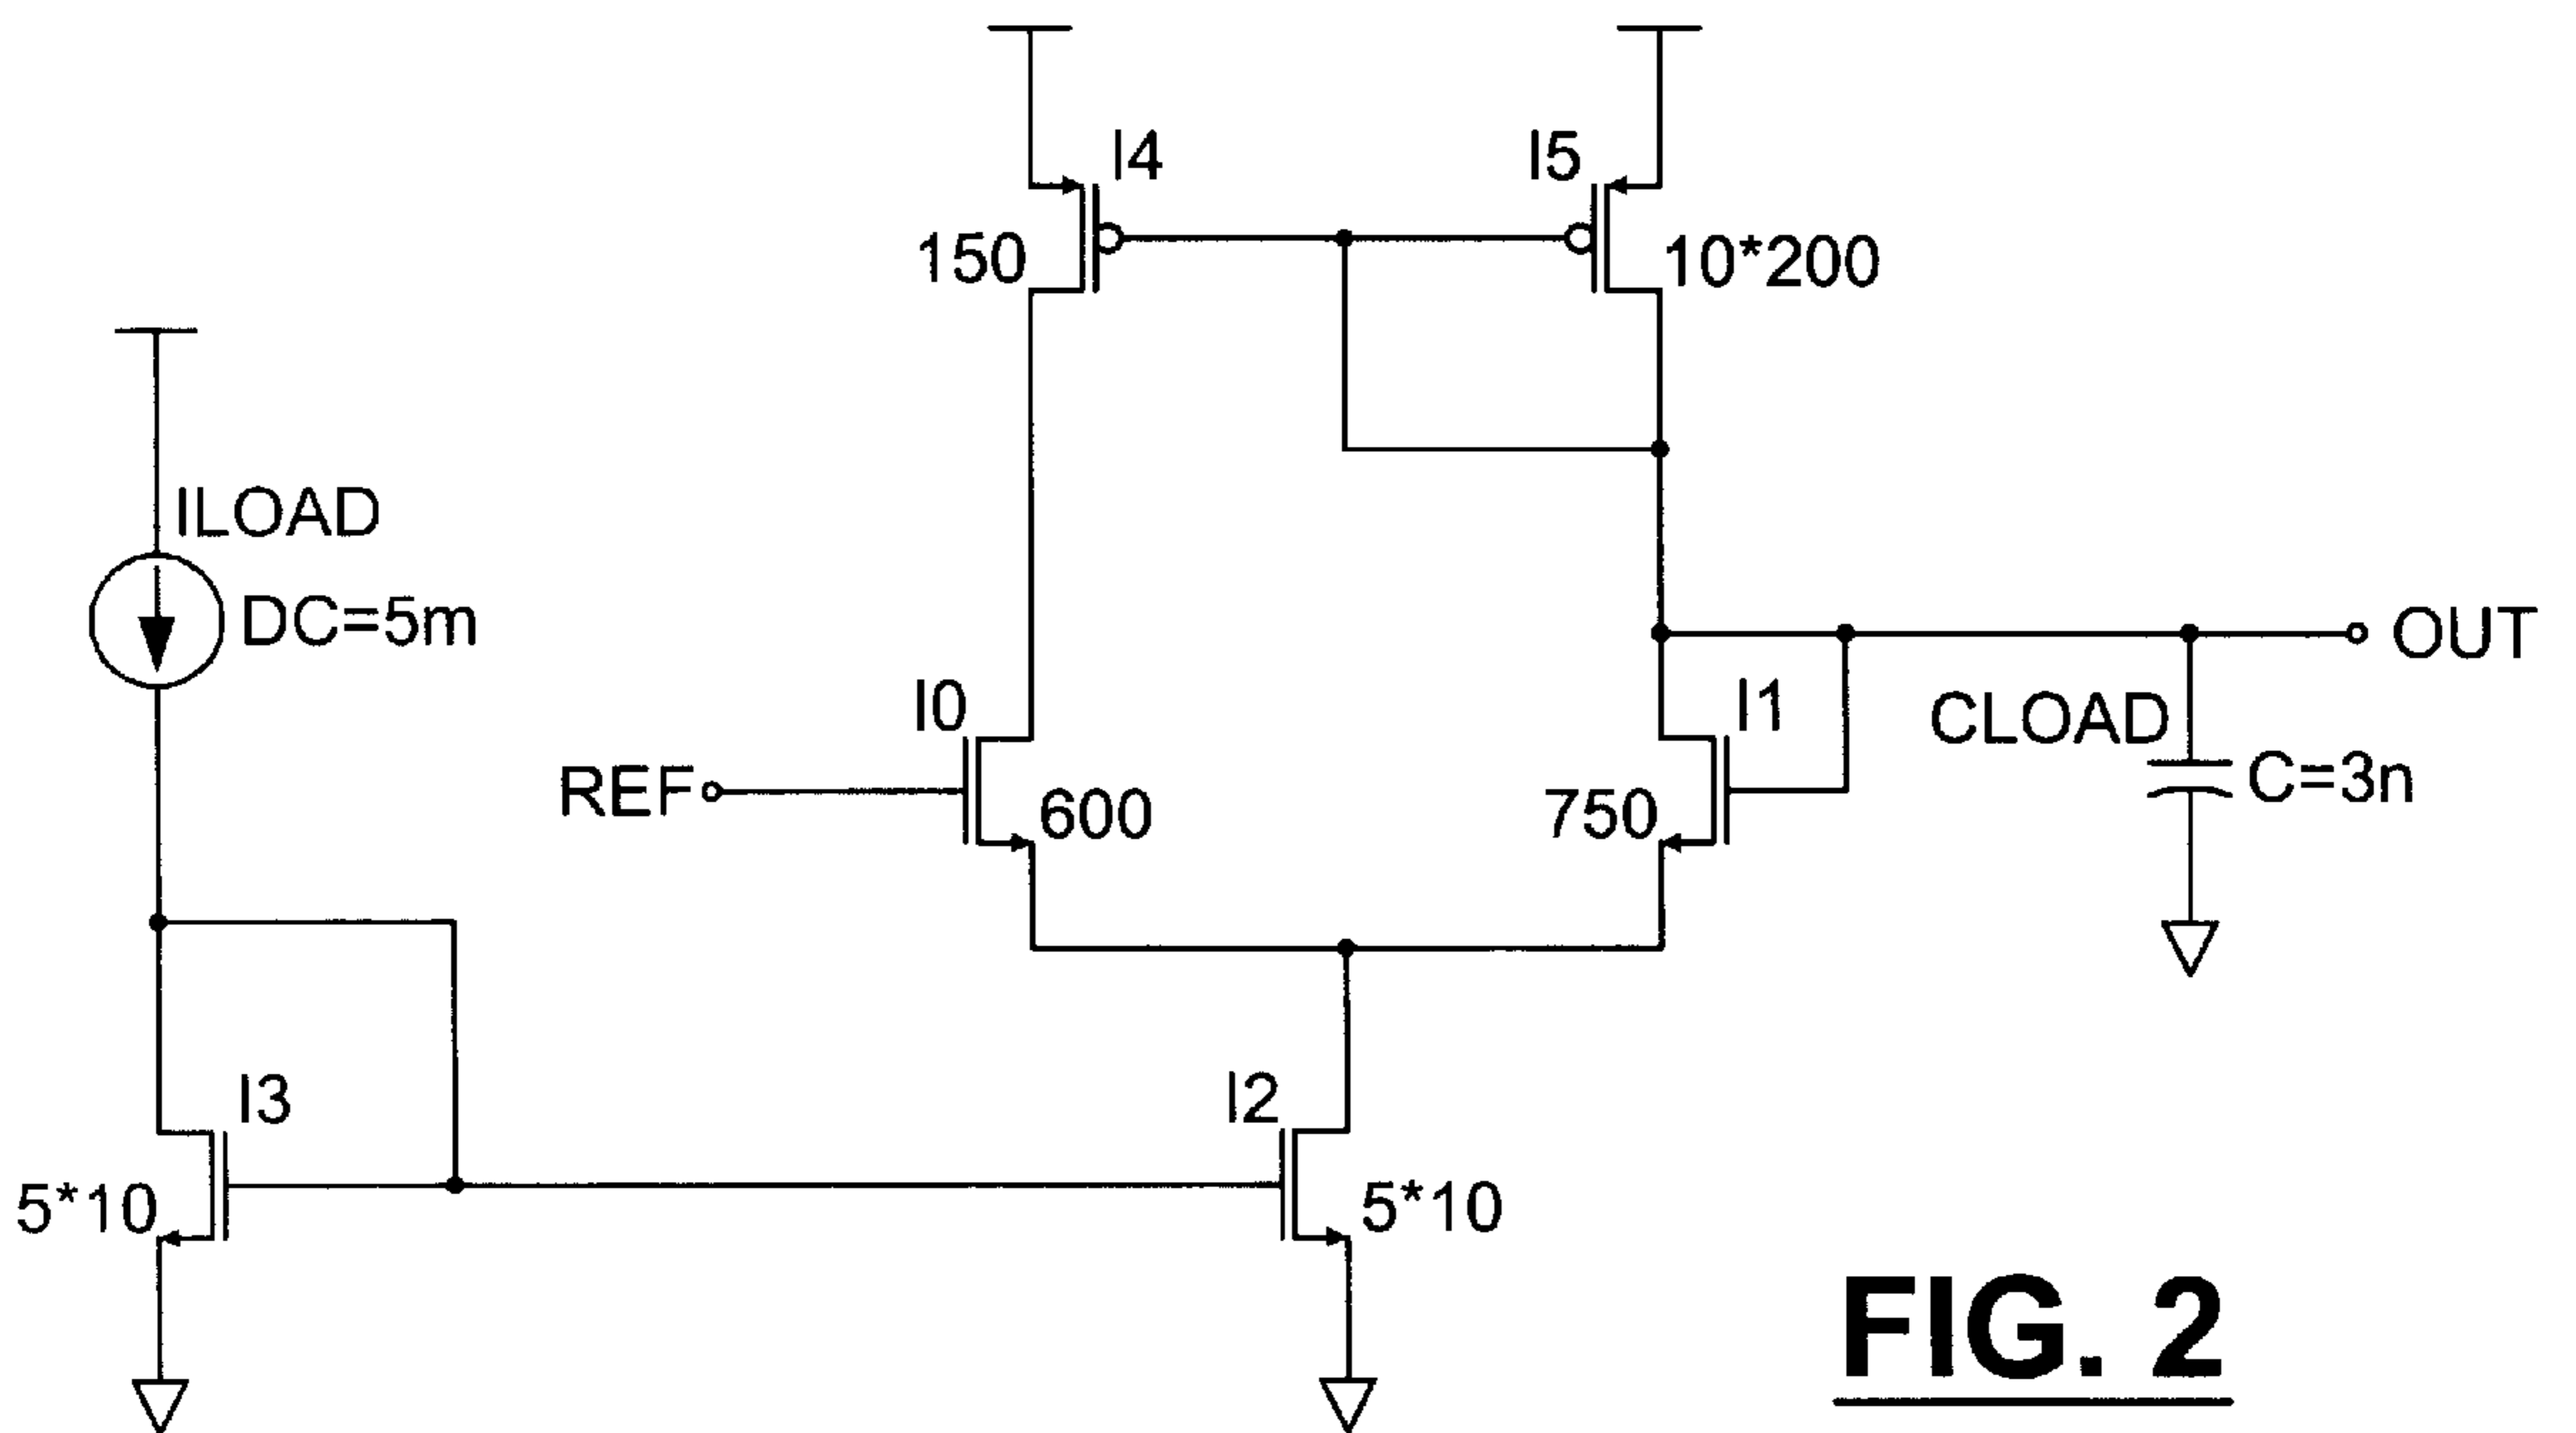 I4
I5
150
10*200
ILOAD
DC=5m
OUT
I0
I1
CLOAD
REF
600
750
C=3n
I3
I2
5*10
5*10
FIG. 2